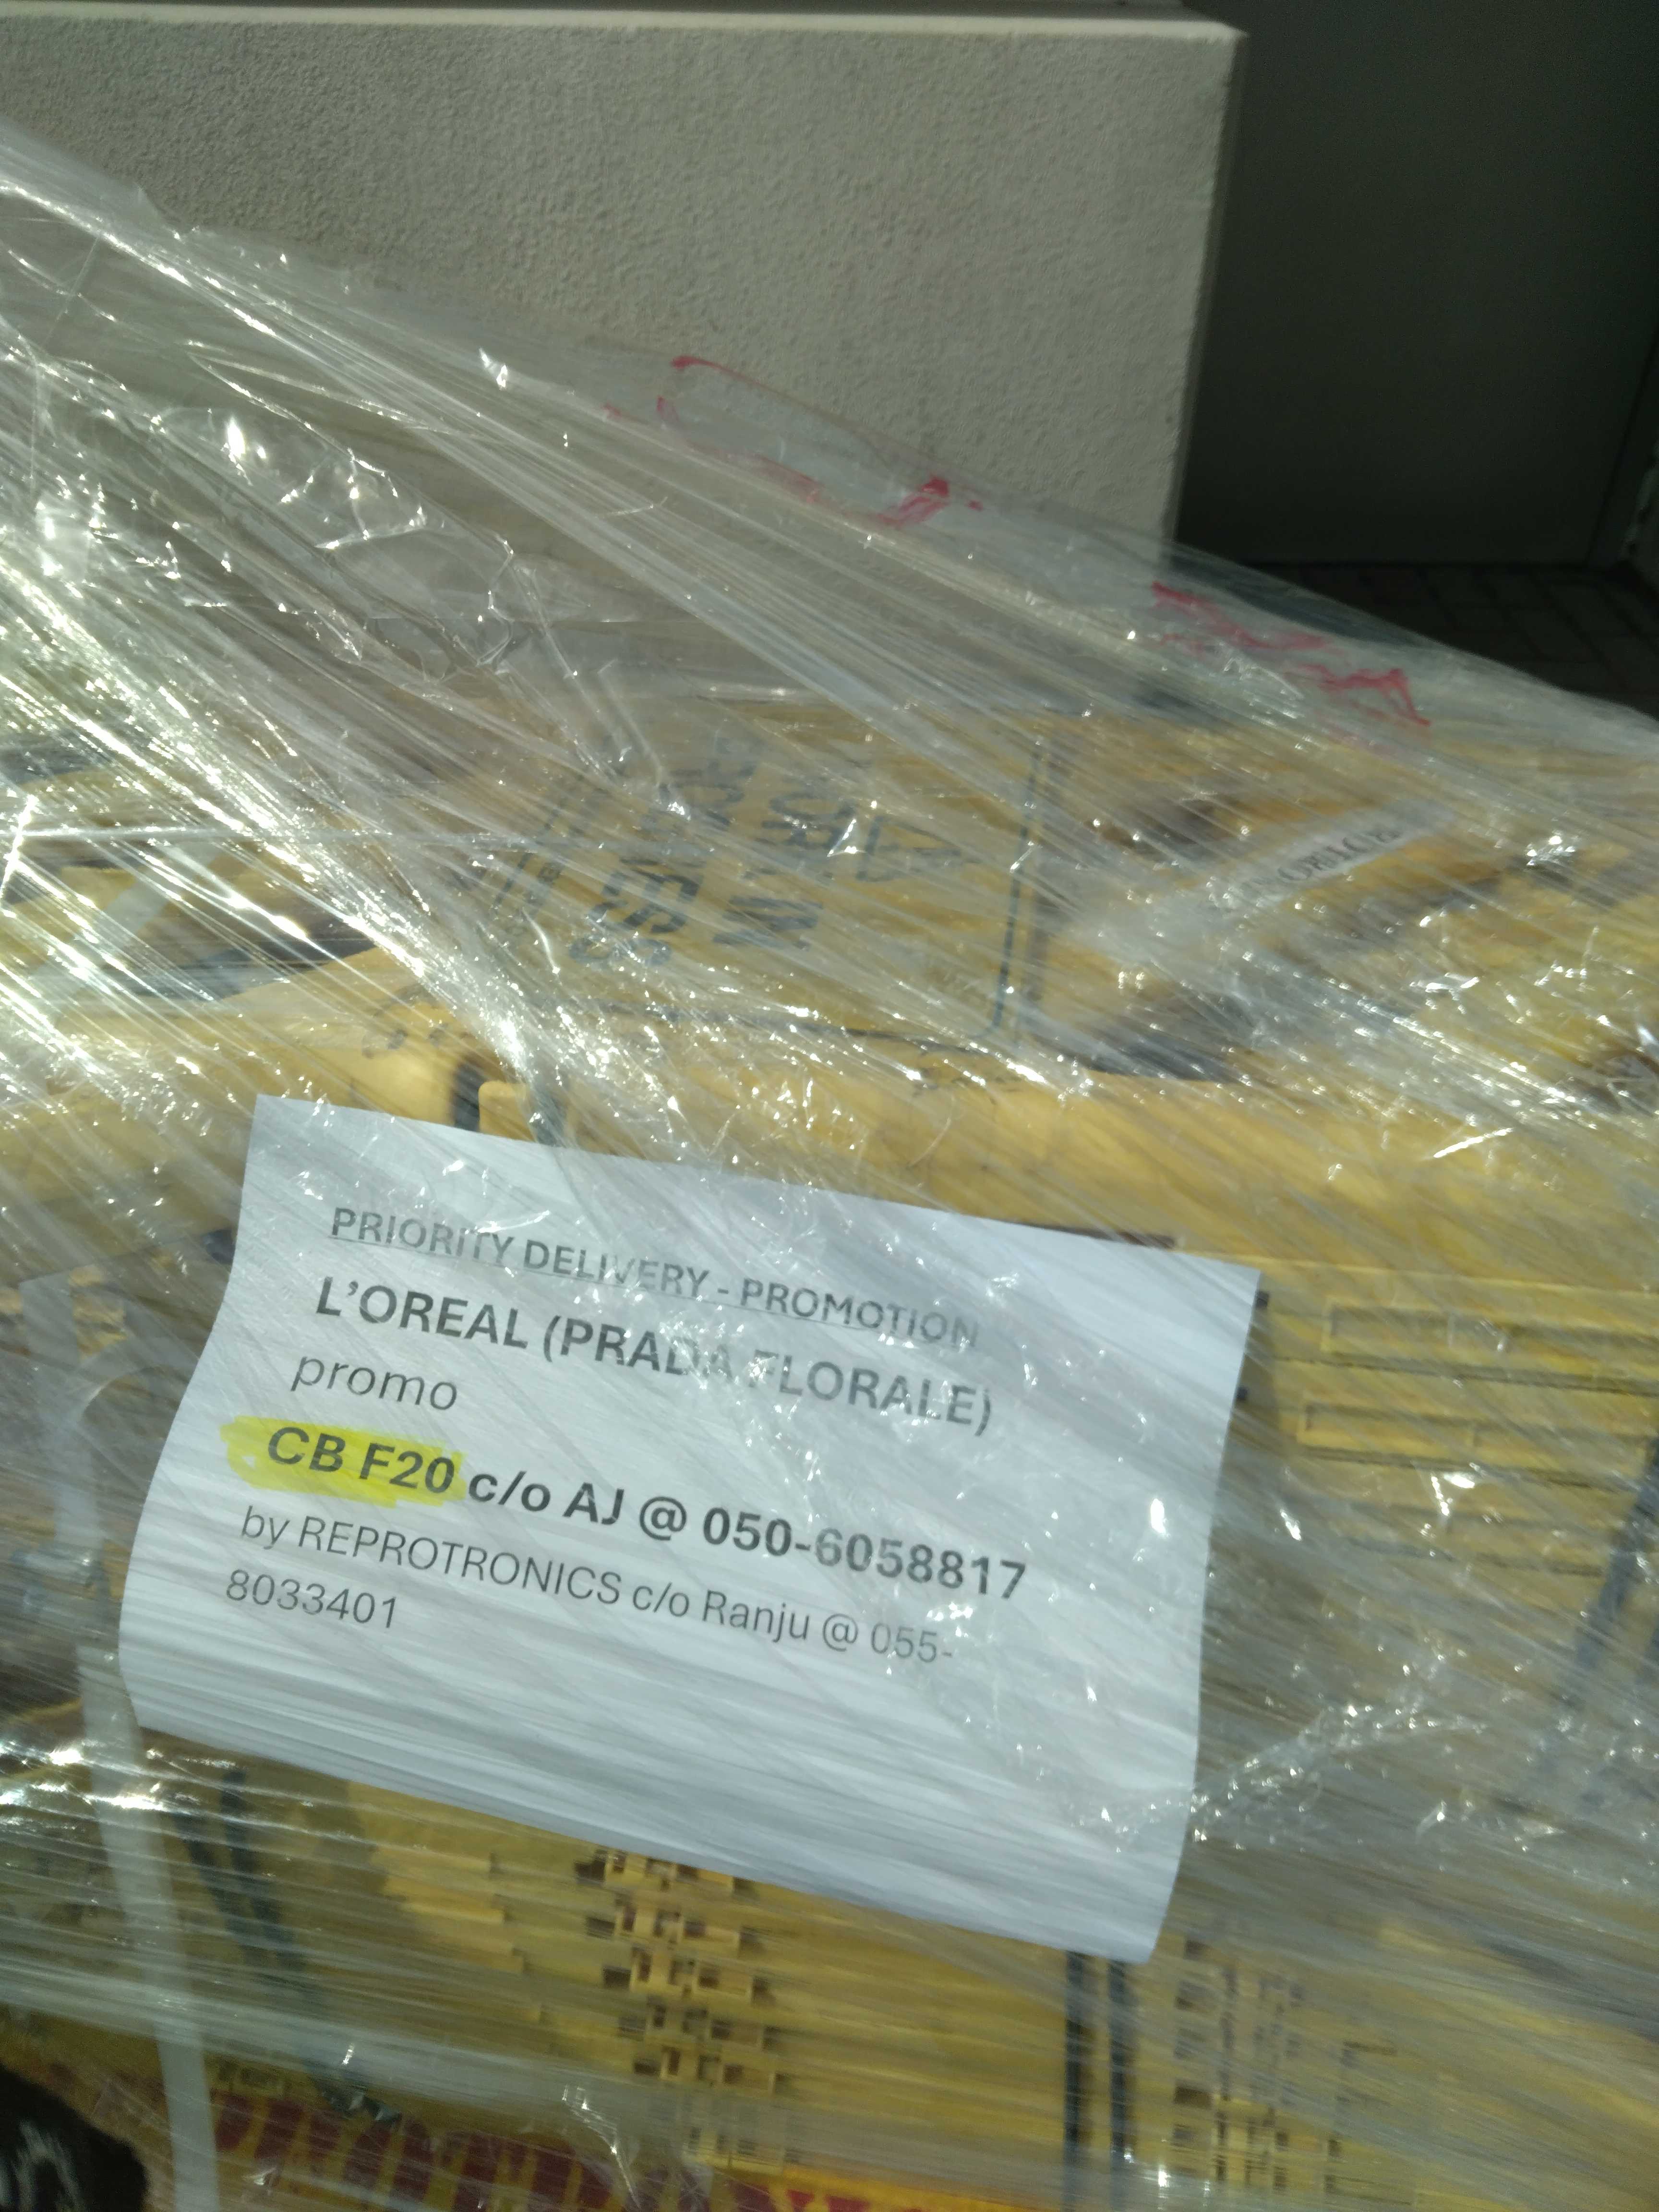 PRIORITY DELIVERY - PROMOTION
L'OREAL (PRADA FLORALE)
promo
CB F20 c/o AJ @ 050-6058817
by REPROTRONICS c/o Ranju @ 055-
8033401